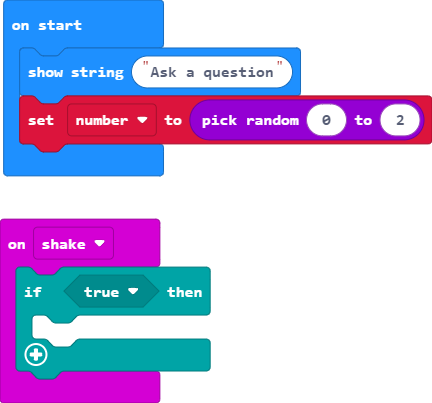 on start
show string "Ask a question"
set number to pick random 0 to 2
on shake
if true then